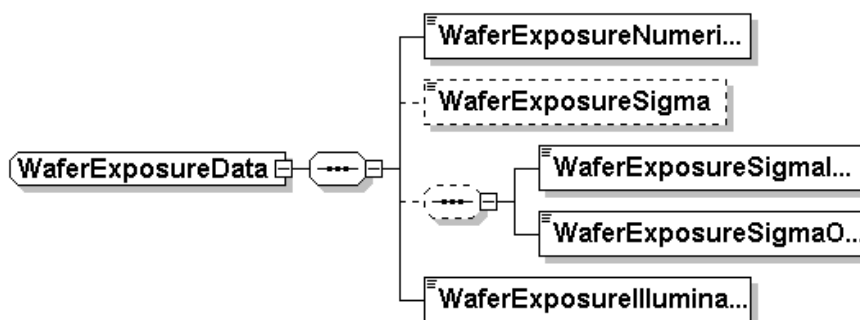 WaferExposureNumeri...
WaferExposureSigma
WaferExposureData
WaferExposureSigmaI...
WaferExposureSigmaO...
WaferExposureIllumina...